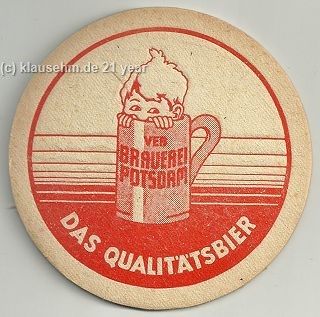 (c) klausehm.de 21 year
VEB
BRAUEREI
POTSDAM
DAS QUALITÄTSBIER